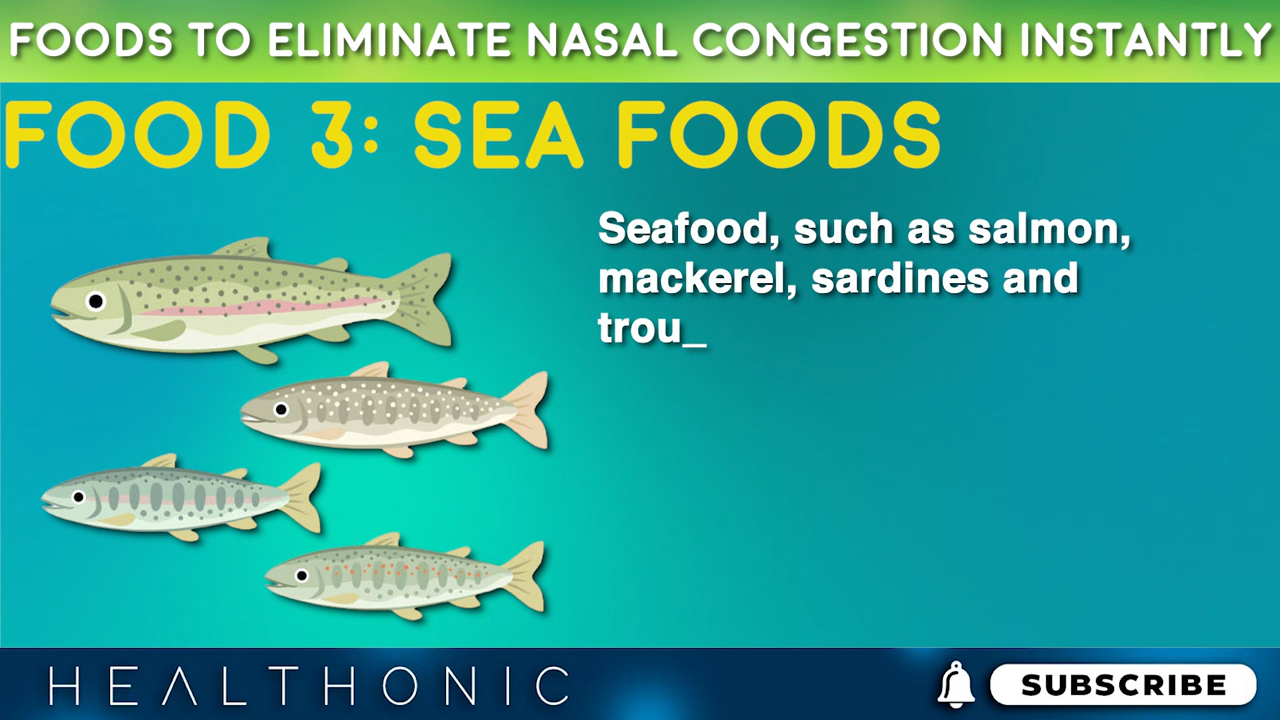 FOODS TO ELIMINATE NASAL CONGESTION INSTANTLY
FOOD 3: SEA FOODS
Seafood, such as salmon,
mackerel, sardines and
trou_
HEALTHONIC
SUBSCRIBE